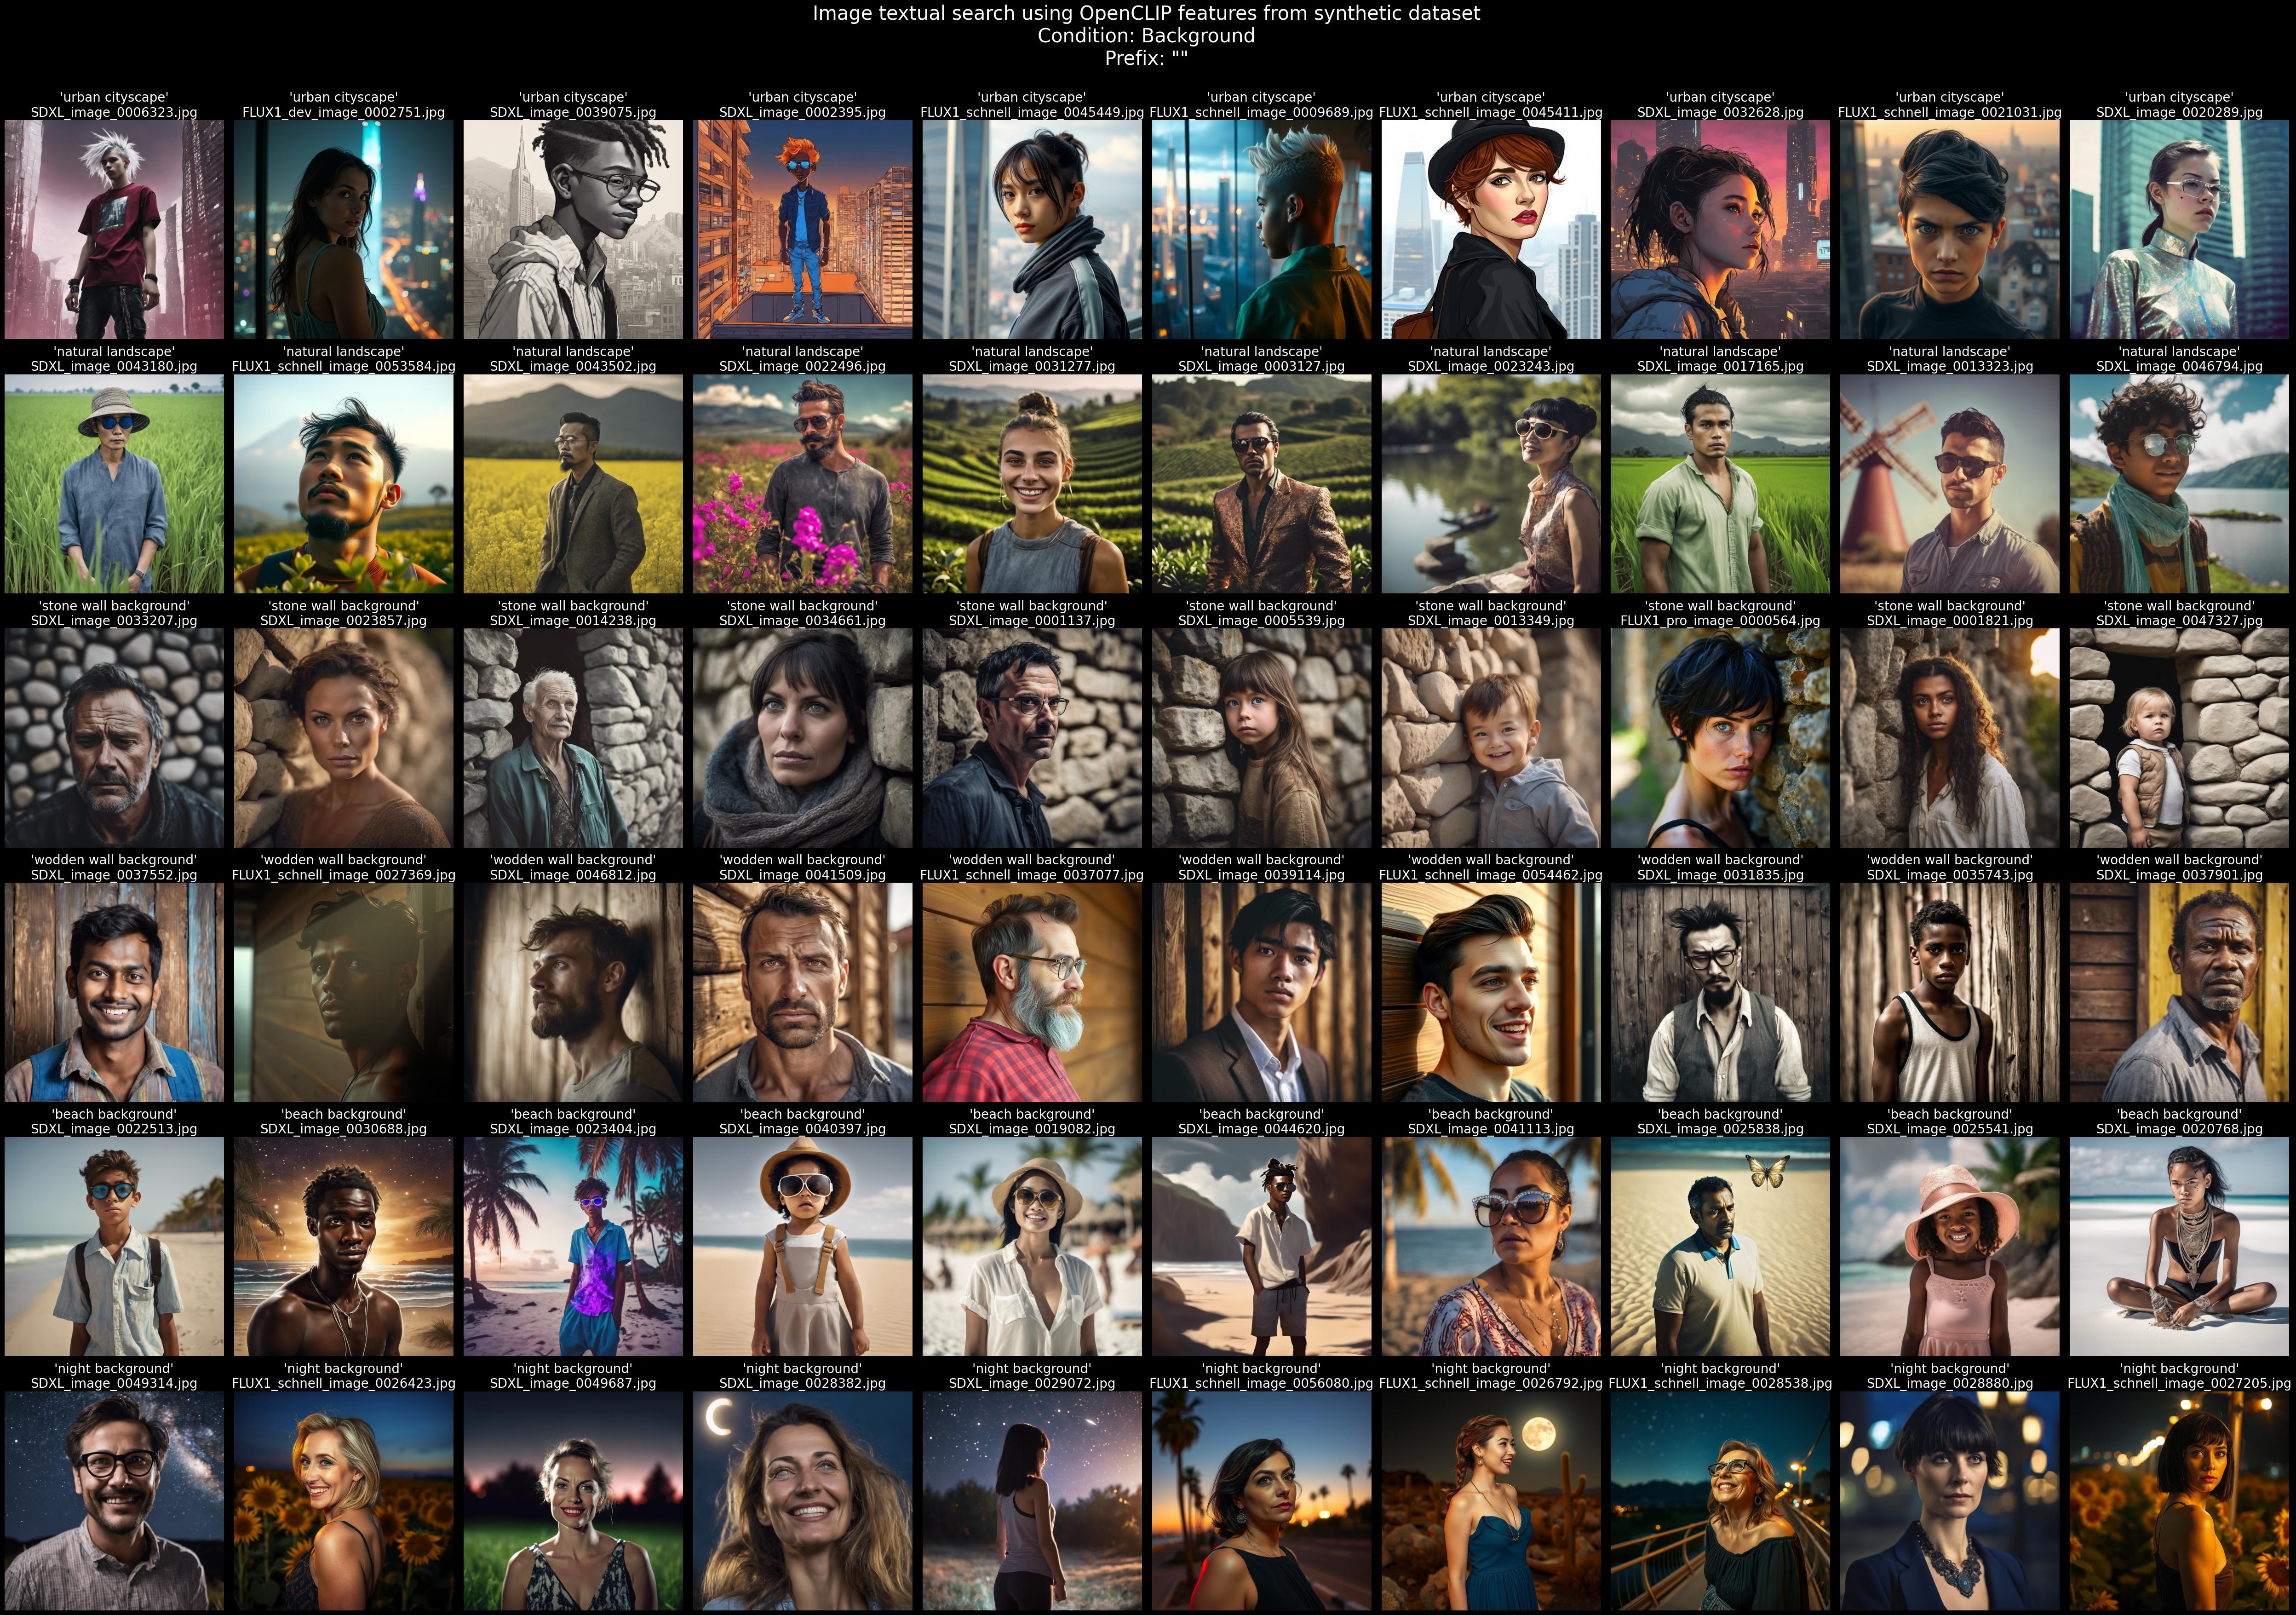 Image textual search using OpenCLIP features from synthetic dataset
Condition: Background
Prefix: ""
'urban cityscape' 'urban cityscape' 'urban cityscape' 'urban cityscape' 'urban cityscape' 'urban cityscape' 'urban cityscape' 'urban cityscape' 'urban cityscape' 'urban cityscape'
SDXL_image_0006323.jpg FLUX1_dev_image_0002751.jpg SDXL_image_0039075.jpg SDXL_image_0002395.jpg FLUX1_schnell_image_0045449.jpg FLUX1_schnell_image_0009689.jpg FLUX1_schnell_image_0045411.jpg SDXL_image_0032628.jpg FLUX1_schnell_image_0021031.jpg SDXL_image_0020289.jpg
'natural landscape' 'natural landscape' 'natural landscape' 'natural landscape' 'natural landscape' 'natural landscape' 'natural landscape' 'natural landscape' 'natural landscape' 'natural landscape'
SDXL_image_0043180.jpg FLUX1_schnell_image_0053584.jpg SDXL_image_0043502.jpg SDXL_image_0022496.jpg SDXL_image_0031277.jpg SDXL_image_0003127.jpg SDXL_image_0023243.jpg SDXL_image_0017165.jpg SDXL_image_0013323.jpg SDXL_image_0046794.jpg
'stone wall background' 'stone wall background' 'stone wall background' 'stone wall background' 'stone wall background' 'stone wall background' 'stone wall background' 'stone wall background' 'stone wall background' 'stone wall background'
SDXL_image_0033207.jpg SDXL_image_0023857.jpg SDXL_image_0014238.jpg SDXL_image_0034661.jpg SDXL_image_0001137.jpg SDXL_image_0005539.jpg SDXL_image_0013349.jpg FLUX1_pro_image_0000564.jpg SDXL_image_0001821.jpg SDXL_image_0047327.jpg
'wodden wall background' 'wodden wall background' 'wodden wall background' 'wodden wall background' 'wodden wall background' 'wodden wall background' 'wodden wall background' 'wodden wall background' 'wodden wall background' 'wodden wall background'
SDXL_image_0037552.jpg FLUX1_schnell_image_0027369.jpg SDXL_image_0046812.jpg SDXL_image_0041509.jpg FLUX1_schnell_image_0037077.jpg SDXL_image_0039114.jpg FLUX1_schnell_image_0054462.jpg SDXL_image_0031835.jpg SDXL_image_0035743.jpg SDXL_image_0037901.jpg
'beach background' 'beach background' 'beach background' 'beach background' 'beach background' 'beach background' 'beach background' 'beach background' 'beach background' 'beach background'
SDXL_image_0022513.jpg SDXL_image_0030688.jpg SDXL_image_0023404.jpg SDXL_image_0040397.jpg SDXL_image_0019082.jpg SDXL_image_0044620.jpg SDXL_image_0041113.jpg SDXL_image_0025838.jpg SDXL_image_0025541.jpg SDXL_image_0020768.jpg
'night background' 'night background' 'night background' 'night background' 'night background' 'night background' 'night background' 'night background' 'night background' 'night background'
SDXL_image_0049314.jpg FLUX1_schnell_image_0026423.jpg SDXL_image_0049687.jpg SDXL_image_0028382.jpg SDXL_image_0029072.jpg FLUX1_schnell_image_0056080.jpg FLUX1_schnell_image_0026792.jpg FLUX1_schnell_image_0028538.jpg SDXL_image_0028880.jpg FLUX1_schnell_image_0027205.jpg